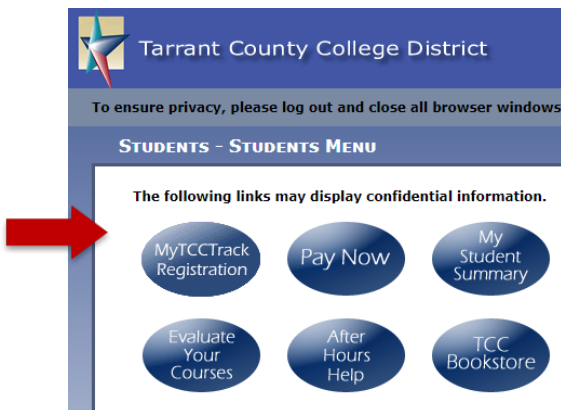 Tarrant County College District
To ensure privacy, please log out and close all browser windows
Students - Students Menu
The following links may display confidential information.
MyTCCTrack
Registration
Pay Now
My
Student
Summary
Evaluate
Your
Courses
After
Hours
Help
TCC
Bookstore